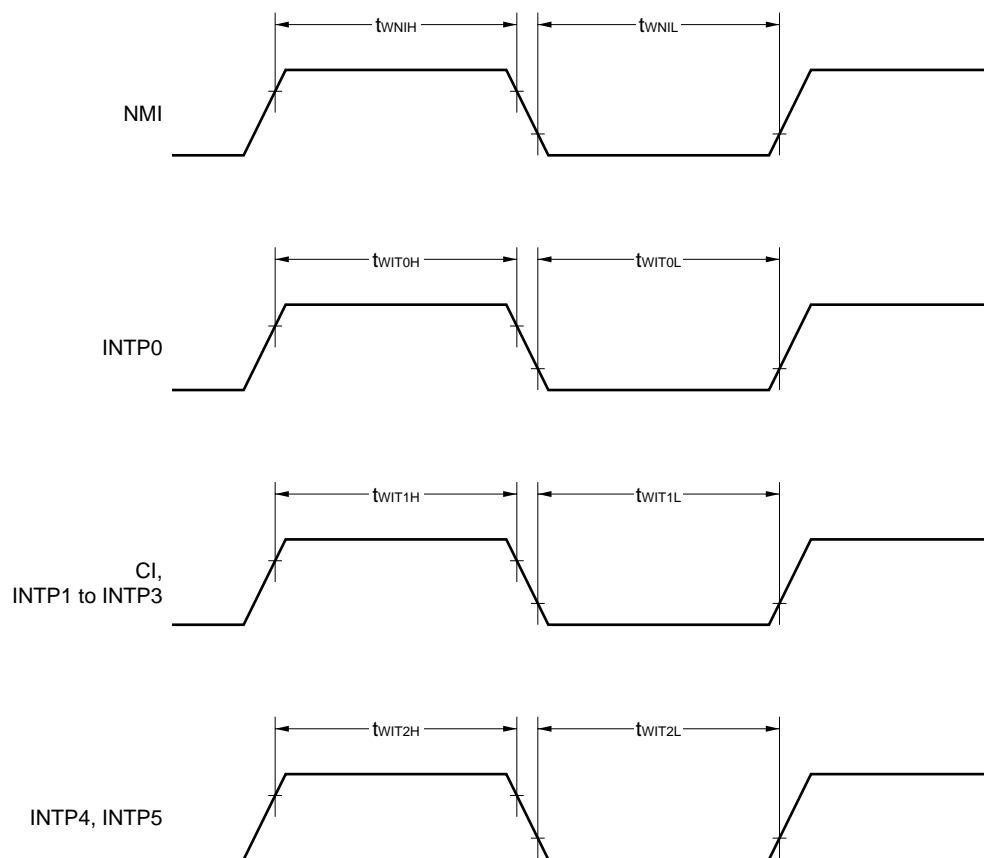 tWNIH tWNIL
NMI
tWIT0H tWIT0L
INTP0
tWIT1H tWIT1L
CI,
INTP1 to INTP3
tWIT2H tWIT2L
INTP4, INTP5